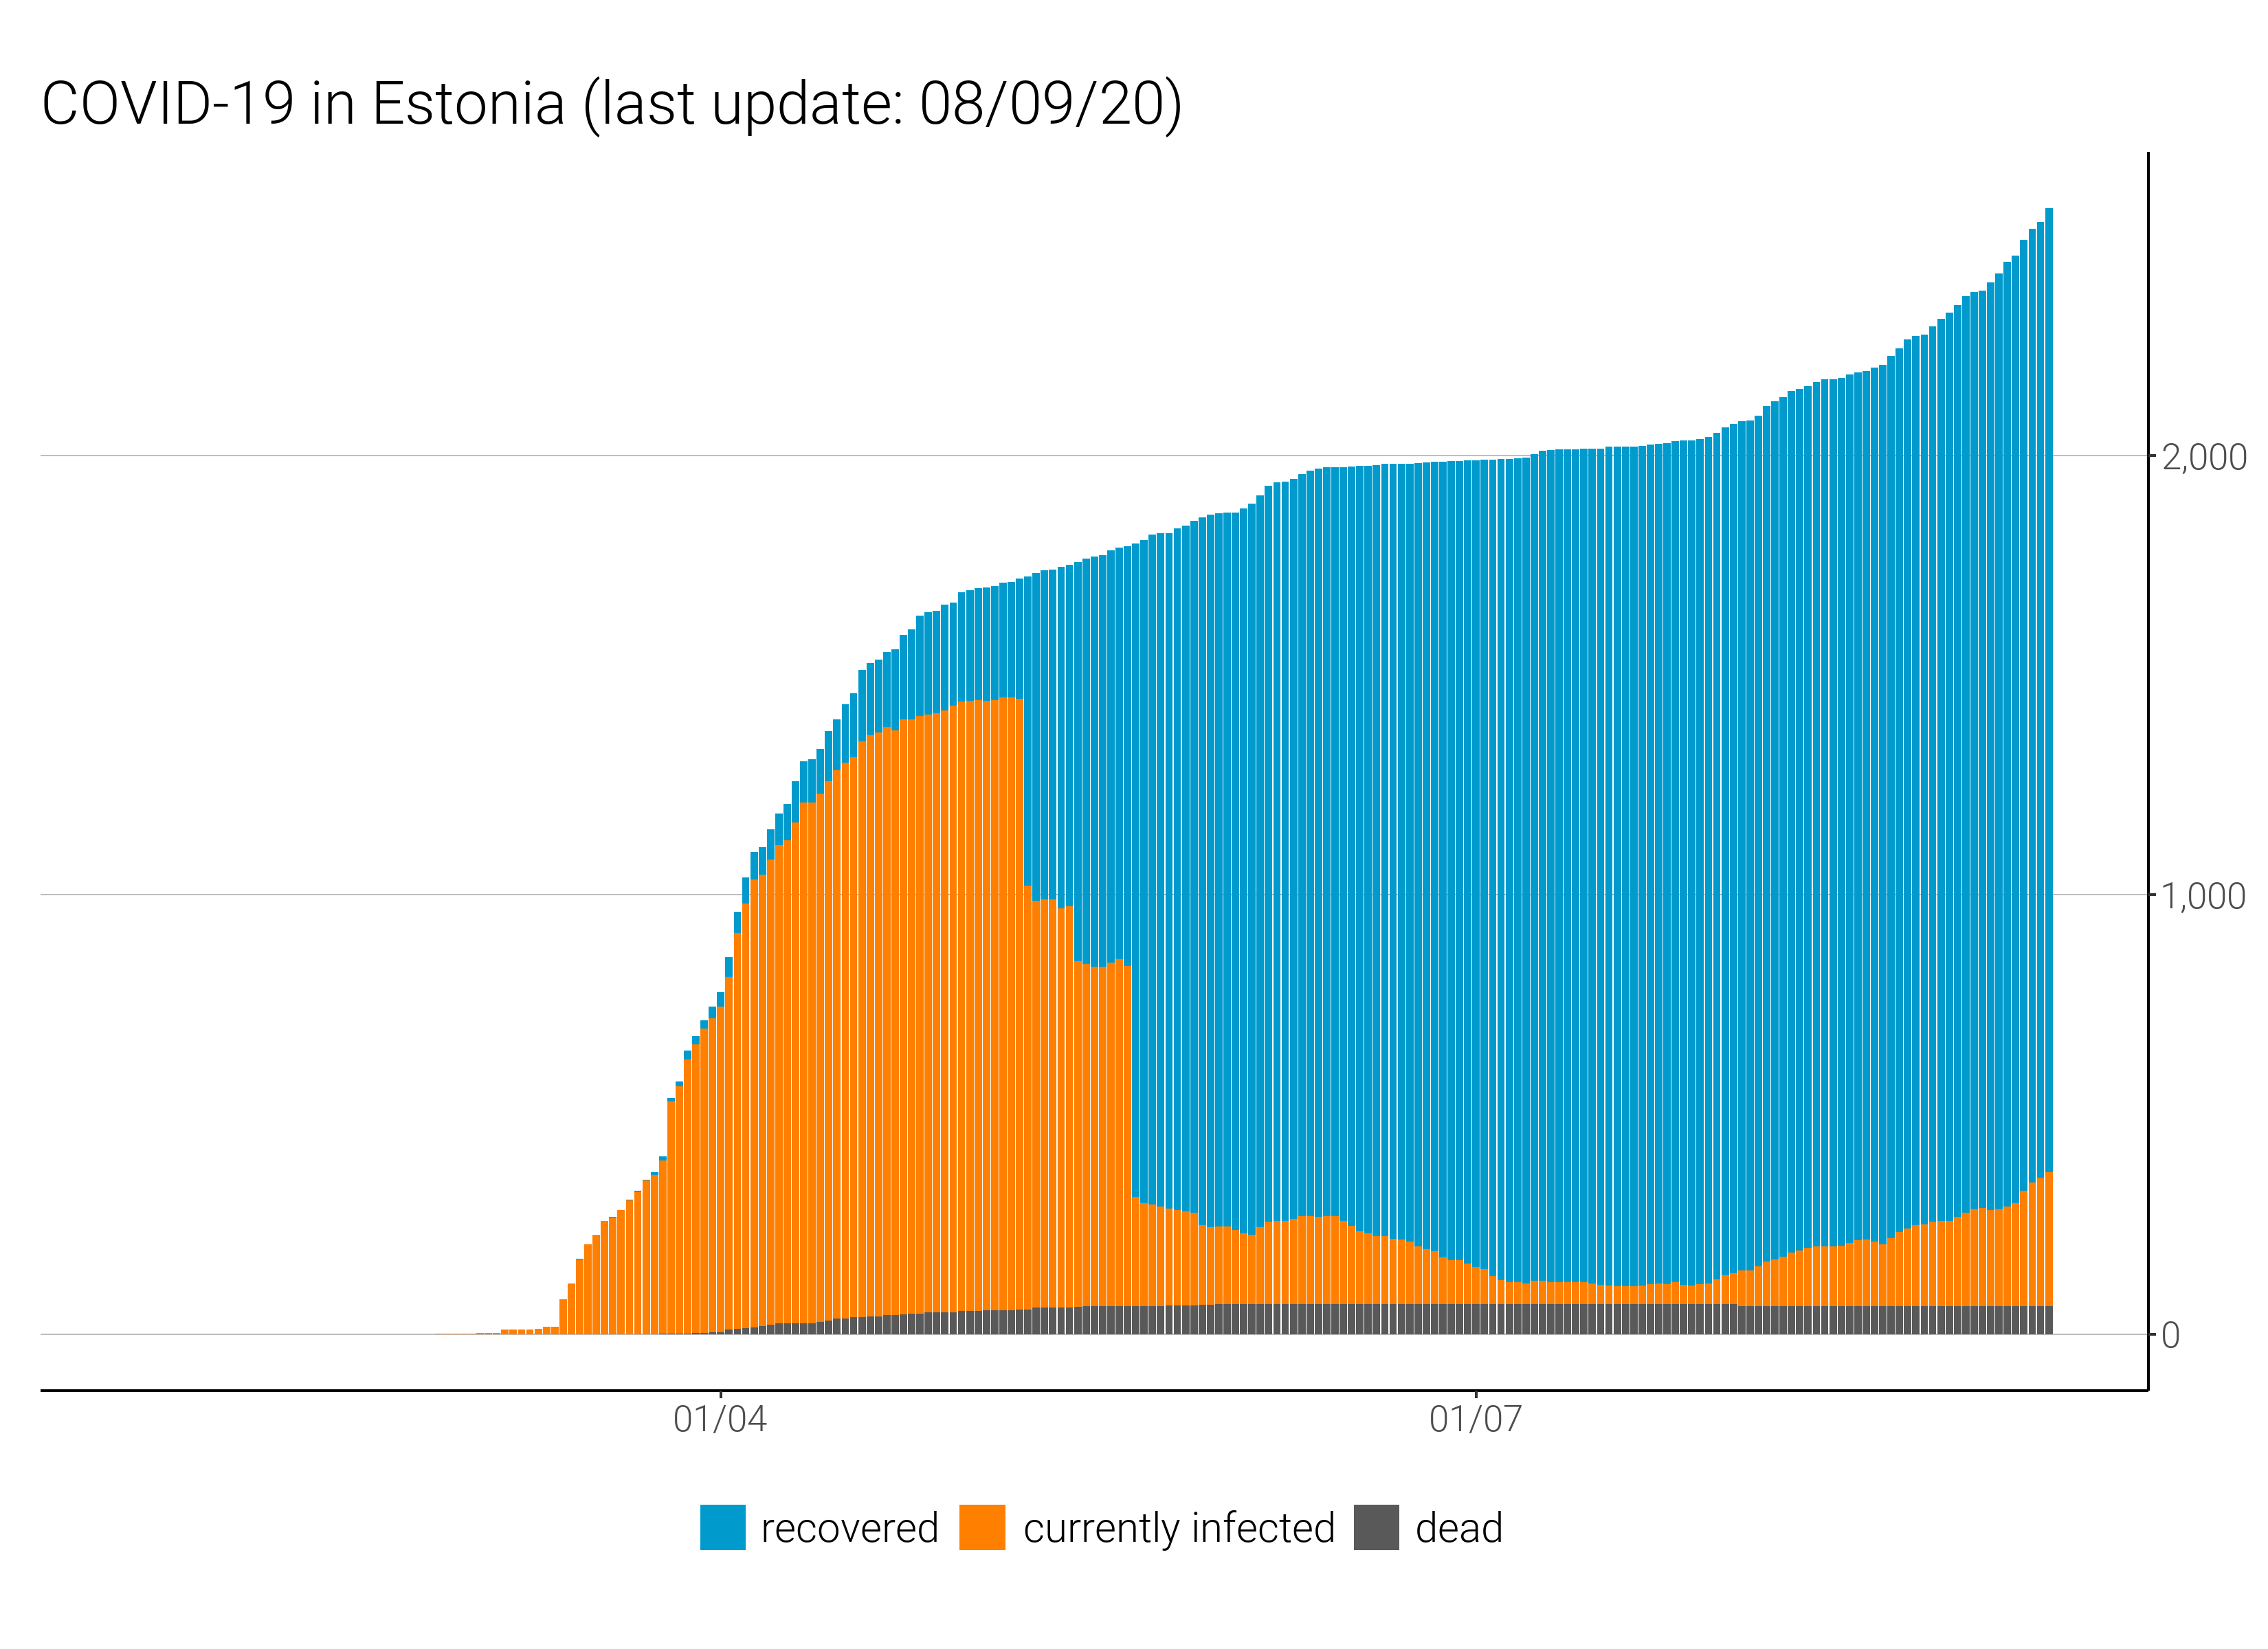 COVID-19 in Estonia (last update: 08/09/20)
2,000
1,000
0
01/04 01/07
recovered currently infected dead